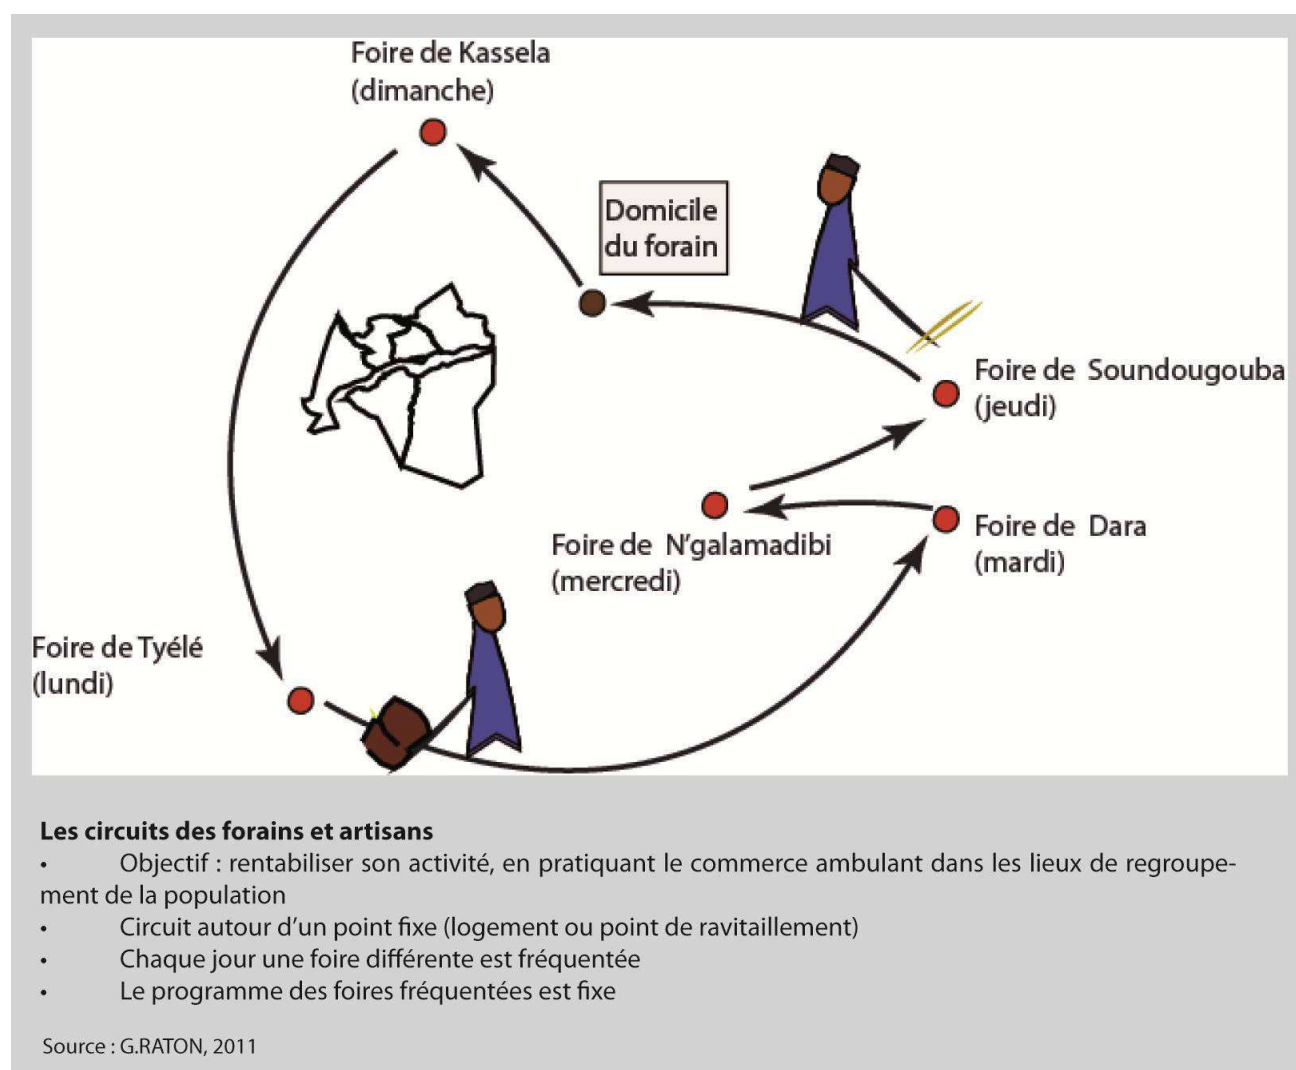 Foire de Kassela
(dimanche)
Domicile
du forain
Foire de Soundougouba
(jeudi)
Foire de N'galamadibi
(mercredi)
Foire de Dara
(mardi)
Foire de Tyélé
(lundi)
Les circuits des forains et artisans
• Objectif : rentabiliser son activité, en pratiquant le commerce ambulant dans les lieux de regroupe-
ment de la population
• Circuit autour d'un point fixe (logement ou point de ravitaillement)
• Chaque jour une foire différente est fréquentée
• Le programme des foires fréquentées est fixe
Source : G.RATON, 2011